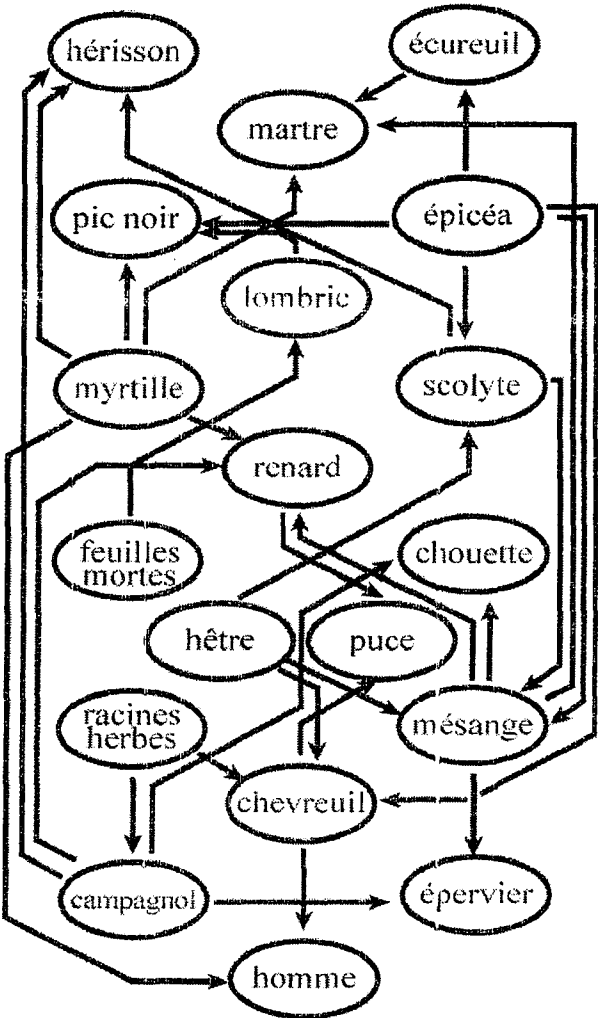 hérisson
écureuil
martre
pic noir
épicéa
lombric
myrtille
scolyte
renard
feuilles
mortes
chouette
hêtre
puce
racines
herbes
mésange
chevreuil
campagnol
épervier
homme